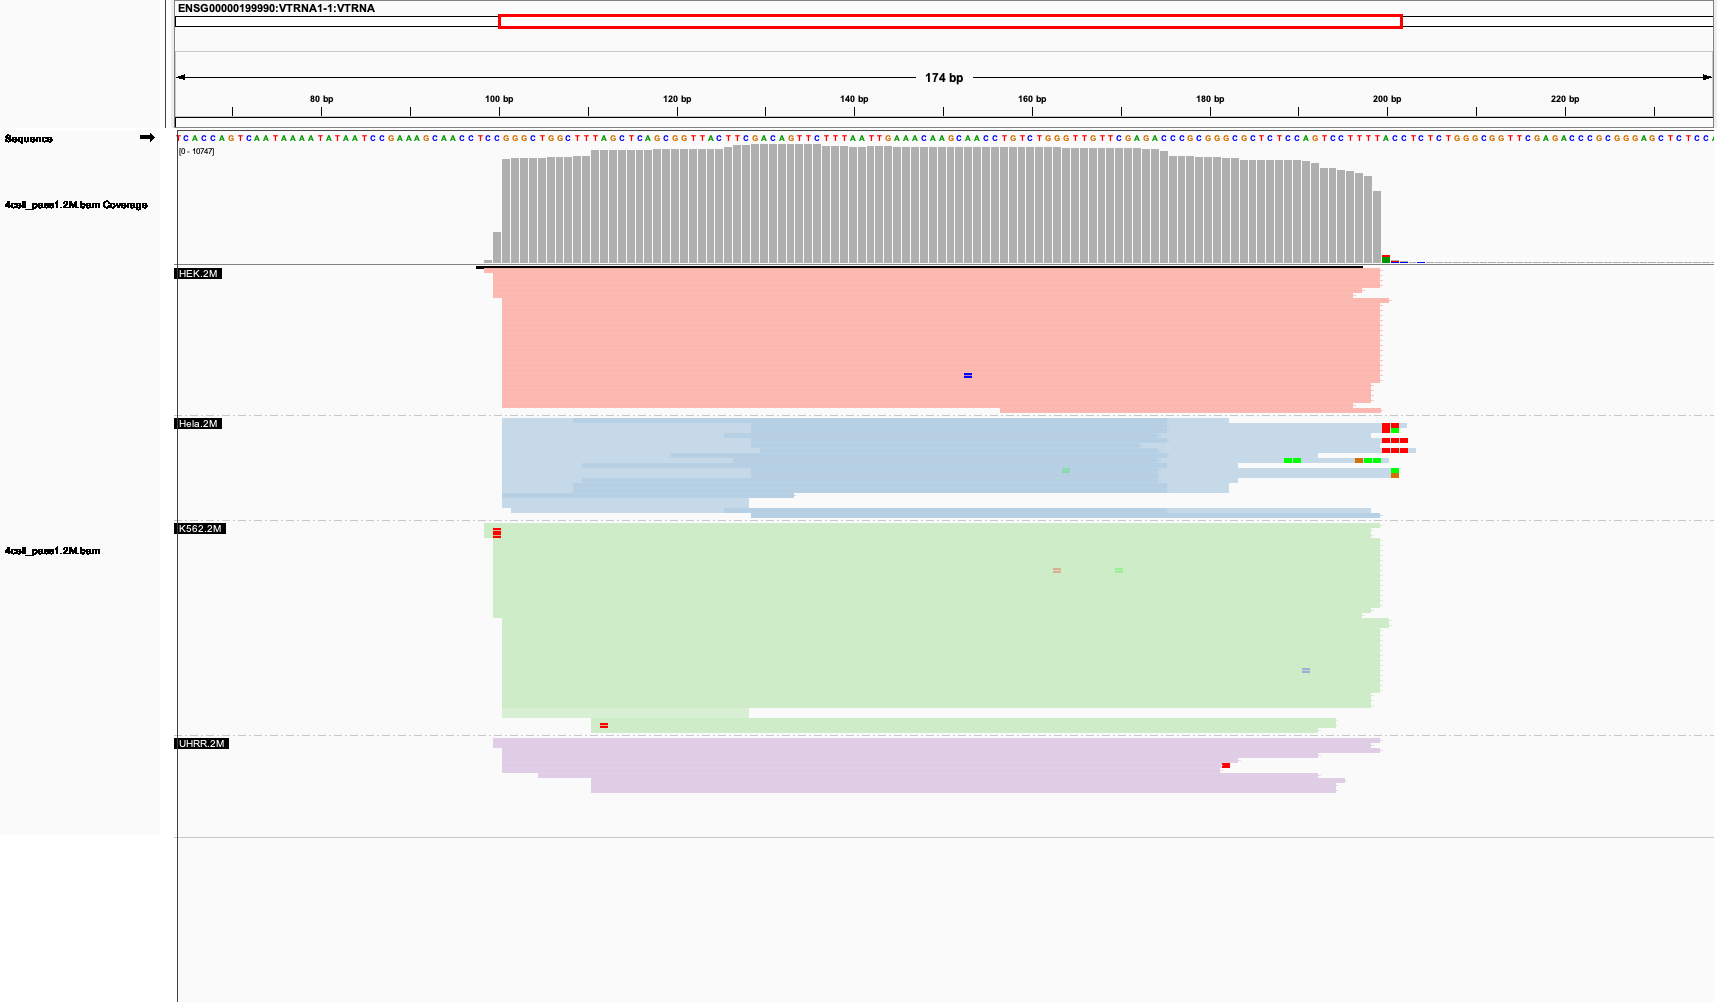 ENSG00000199990:VTRNA1-1:VTRNA
174 bp
80 bp 100 bp 120 bp 140 bp 160 bp 180 bp 200 bp 220 bp
Sequence
TCACCAGTCAATAAAATATAATCCGAAAGCAACCTCCGGGCTGGCTTTAGCTCAGCGGTTACTTCGACAGTTCTTTAATTGAAACAAGCAACCTGTCTGGGTTGTTCGAGACCCGCGGGCGCTCTCCAGTCCTTTTACCTCTCTGGGCGGTTCGAGACCCGCGGGAGCTCTCCA
[0 - 10747]
4cell_pass1.2M.bam Coverage
HEK.2M
Hela.2M
K562.2M
4cell_pass1.2M.bam
UHRR.2M